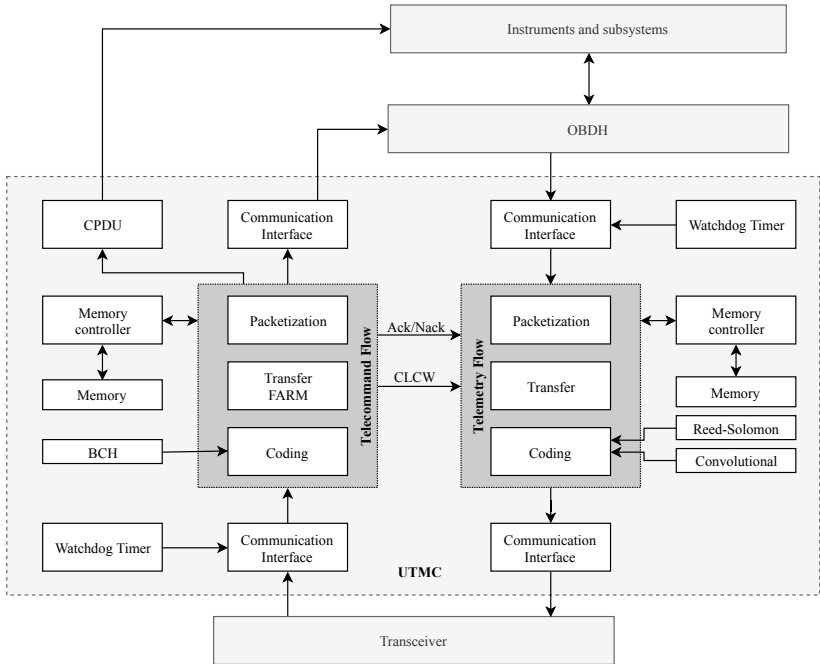 Instruments and subsystems
OBDH
CPDU
Communication
Interface
Communication
Interface
Watchdog Timer
Memory
controller
Packetization
Ack/Nack
Packetization
Memory
controller
Telecommand Flow
Telemetry Flow
Memory
Transfer
FARM
CLCW
Transfer
Memory
BCH
Coding
Coding
Reed-Solomon
Convolutional
Watchdog Timer
Communication
Interface
Communication
Interface
UTMC
Transceiver